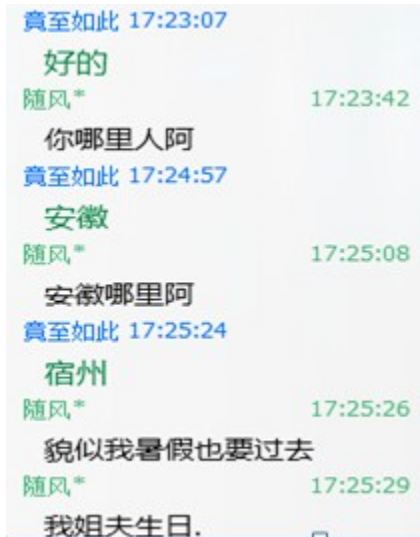 竟至如此 17:23:07
好的
随风* 17:23:42
你哪里人阿
竟至如此 17:24:57
安徽
随风* 17:25:08
安徽哪里阿
竟至如此 17:25:24
宿州
随风* 17:25:26
貌似我暑假也要过去
随风* 17:25:29
我姐夫生日.